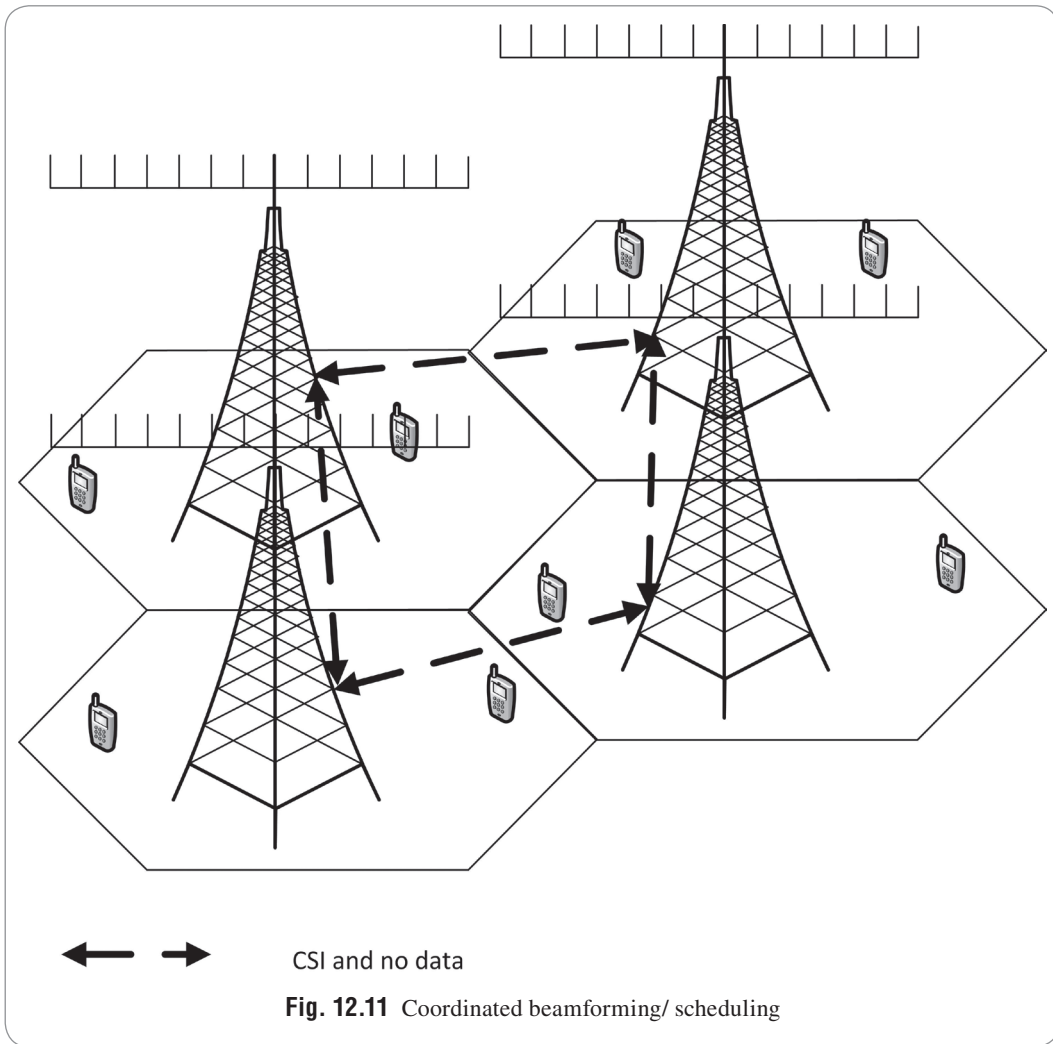 CSI and no data
Fig. 12.11 Coordinated beamforming/ scheduling